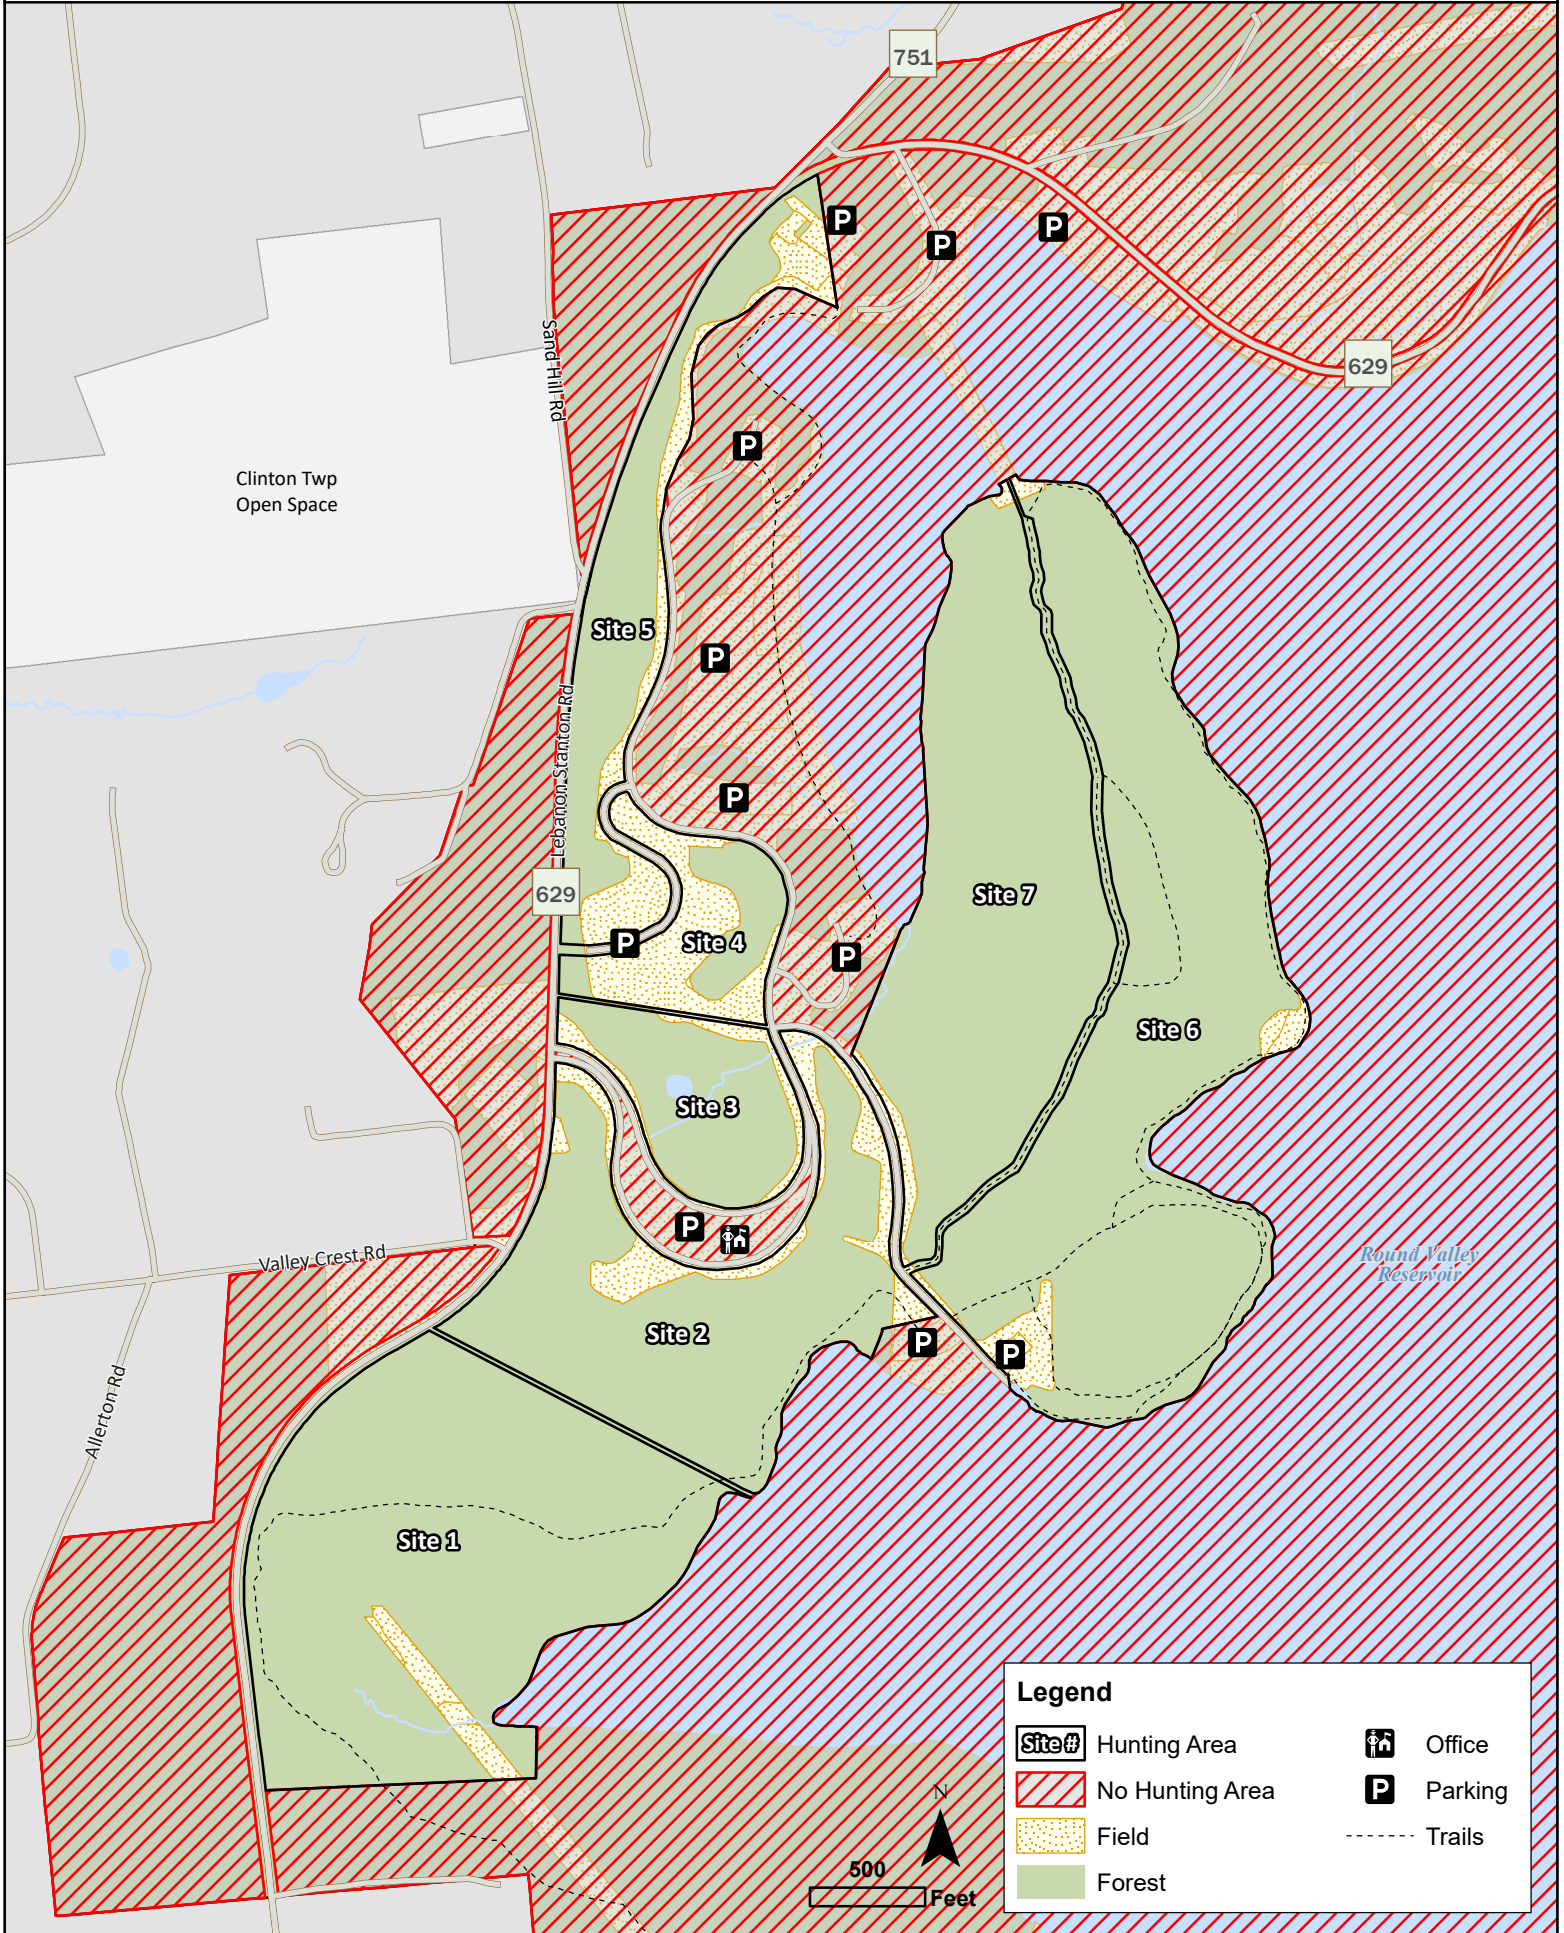 751
629
Sand Hill Rd
Clinton Twp
Open Space
Site 5
Lebanon Stanton Rd
629
Site 7
Site 4
Site 6
Site 3
Valley Crest Rd
Round Valley
Reservoir
Site 2
Allerton Rd
Site 1
P
P
P
P
P
P
P
P
P
P
P
Legend
Site # Hunting Area
No Hunting Area
Field
Forest
Office
P Parking
Trails
N
500
Feet